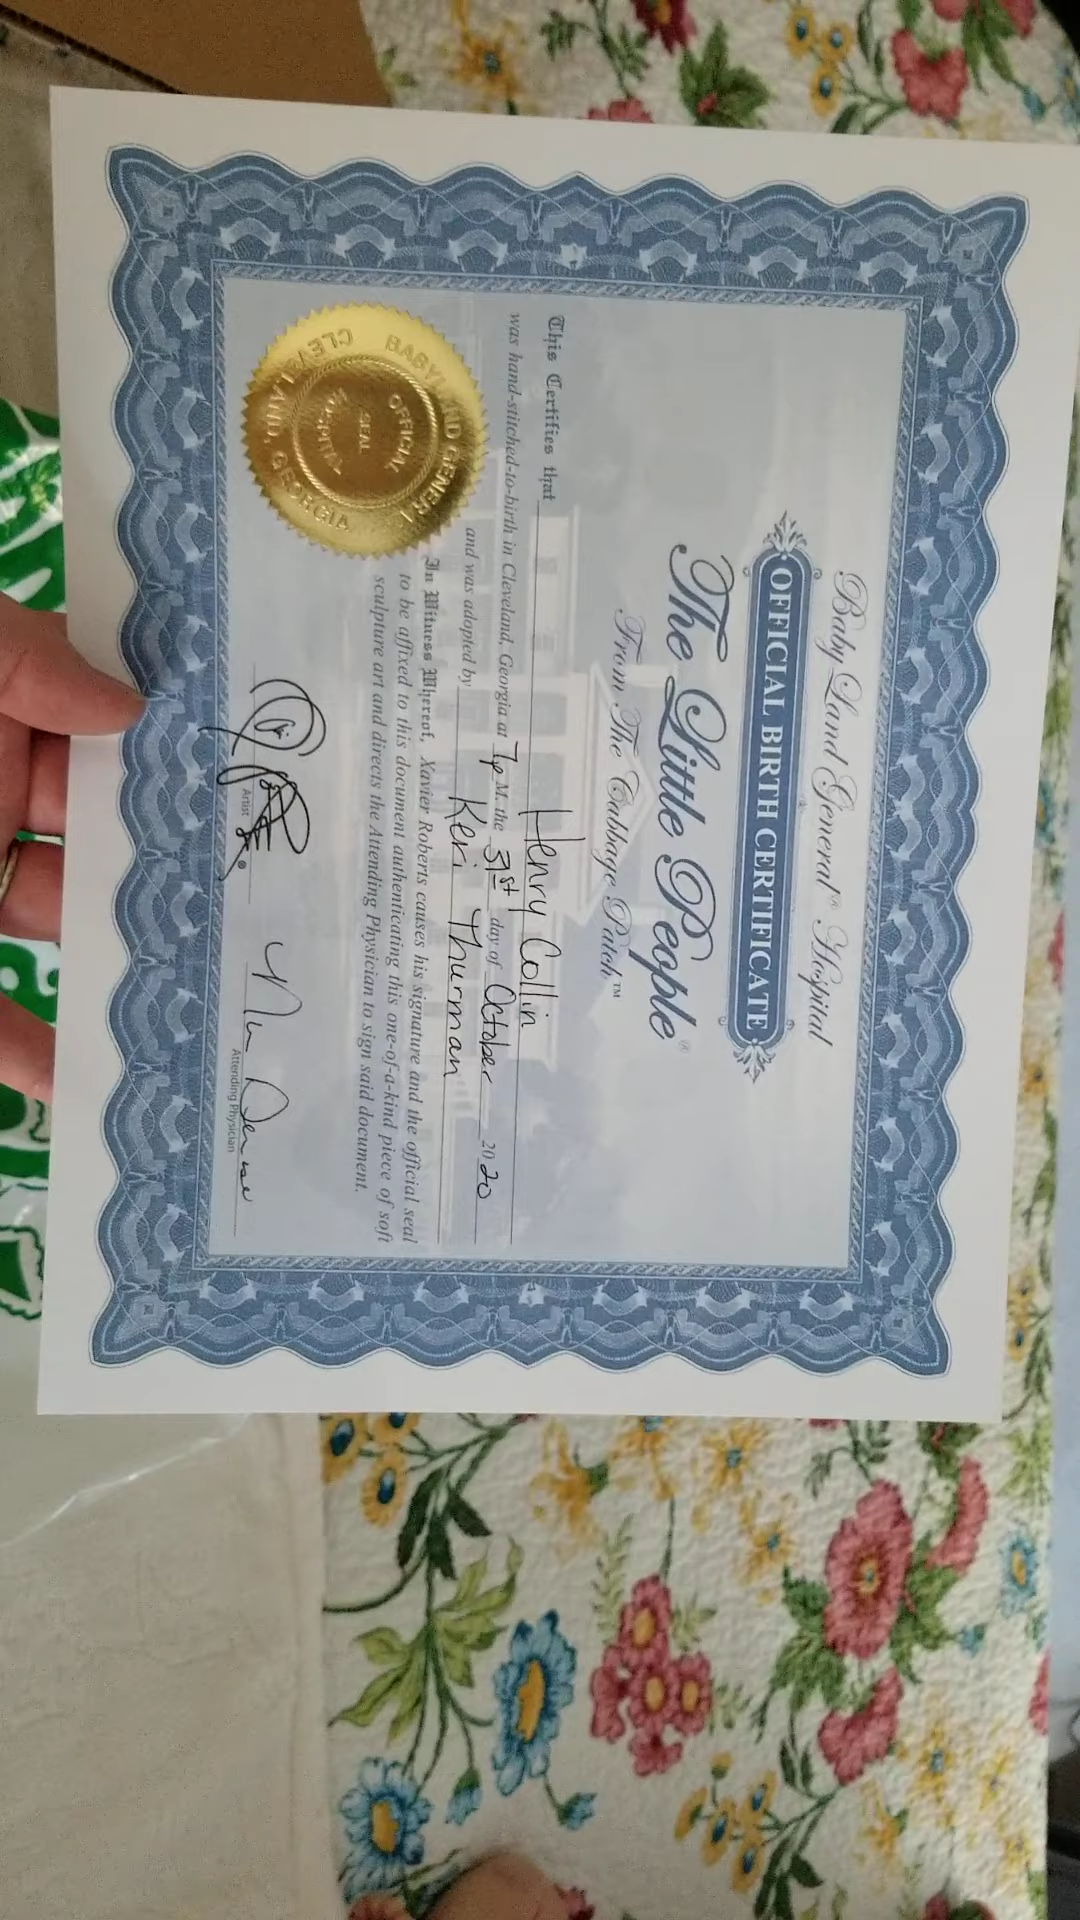 Baby Land General® Hospital
OFFICIAL BIRTH CERTIFICATE
The Little People®
From The Cabbage Patch™
This Certifies that Henry Collin
was hand-stitched-to-birth in Cleveland, Georgia at 7p M. the 31st day of October 2020
and was adopted by Keri Thurman
In Witness Whereof, Xavier Roberts causes his signature and the official seal
to be affixed to this document authenticating this one-of-a-kind piece of soft
sculpture art and directs the Attending Physician to sign said document.
BABYLAND GENERAL
HOSPITAL
OFFICIAL
SEAL
CLEVELAND, GEORGIA
Artist
Attending Physician